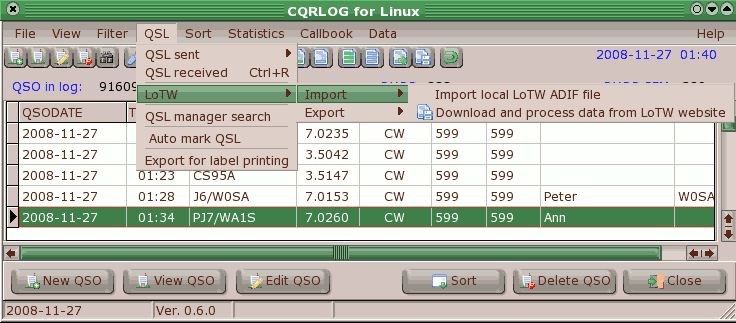 CQRLOG for Linux
File View Filter QSL Sort Statistics Callbook Data Help
QSL sent
QSL received Ctrl+R
LoTW
QSL manager search
Auto mark QSL
Export for label printing
Import
Export
Import local LoTW ADIF file
Download and process data from LoTW website
2008-11-27 01:40
QSO in log: 9160
QSODATE
2008-11-27 7.0235 CW 599 599
2008-11-27 3.5042 CW 599 599
2008-11-27 01:23 CS95A 3.5147 CW 599 599
2008-11-27 01:28 J6/W0SA 7.0153 CW 599 599 Peter W0SA
2008-11-27 01:34 PJ7/WA1S 7.0260 CW 599 599 Ann
New QSO View QSO Edit QSO Sort Delete QSO Close
2008-11-27 Ver. 0.6.0